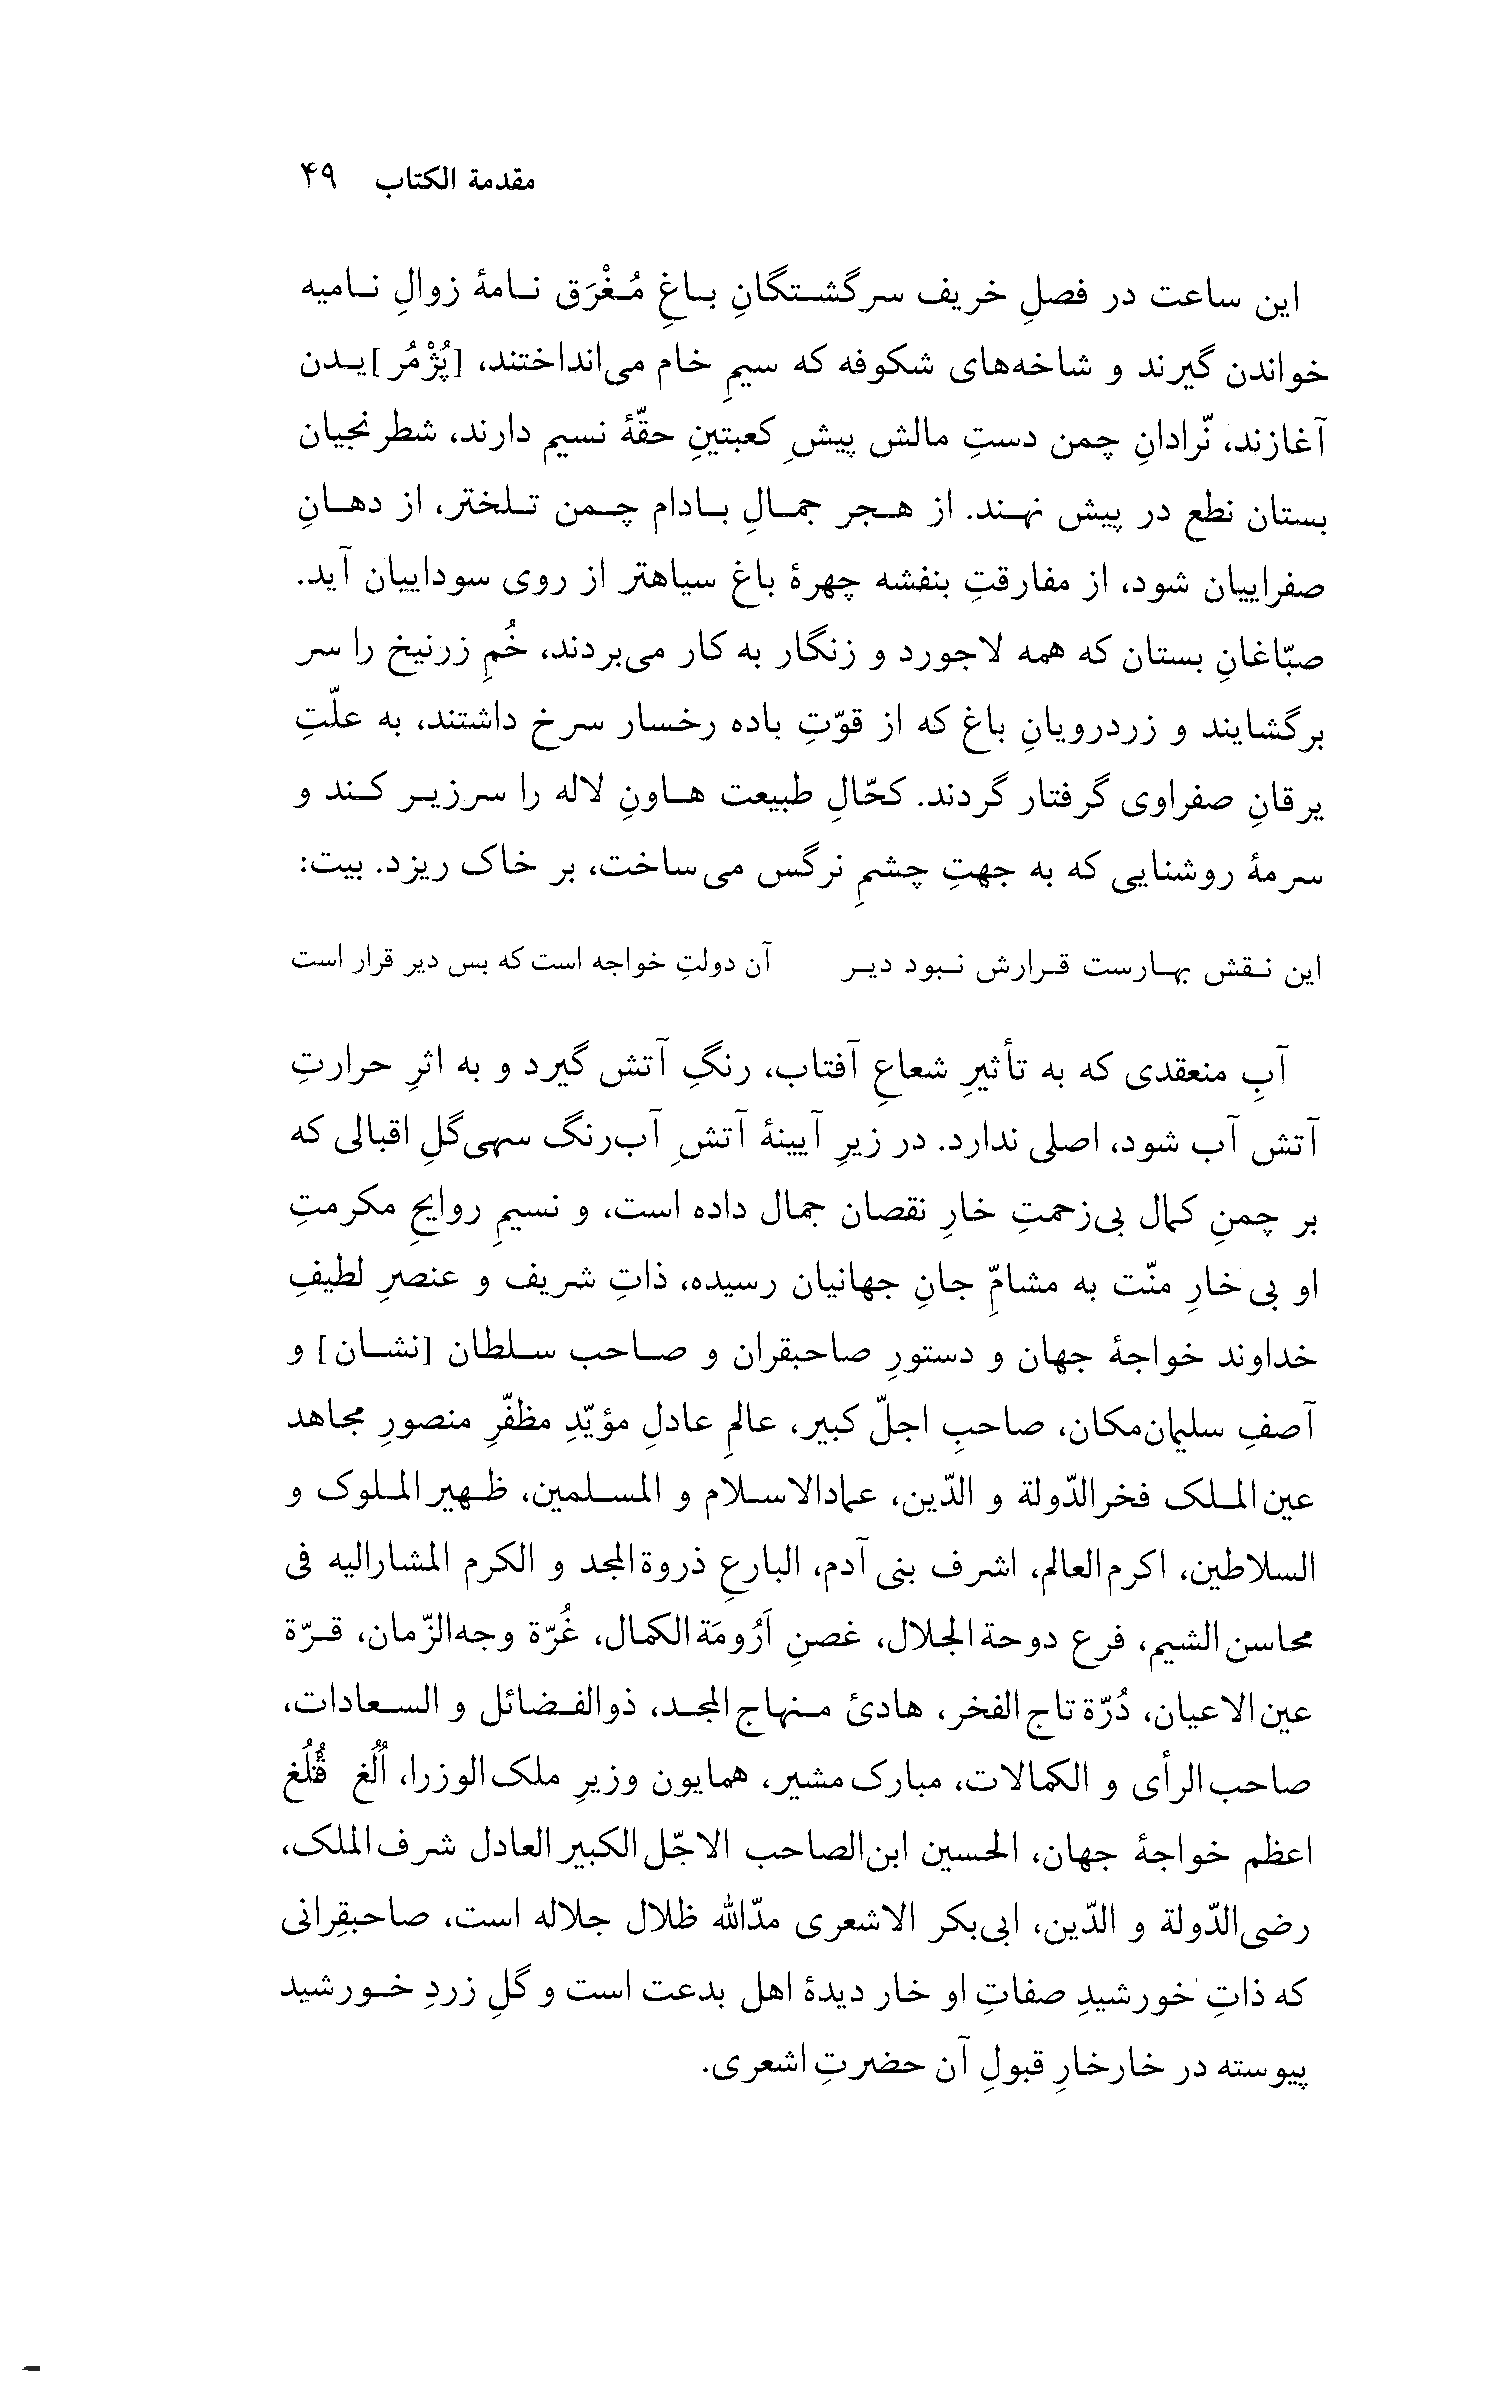 مقدمة الکتاب ۴۹
این ساعت در فصلِ خریف سرگشتگانِ باغِ مُغْرَق نامهٔ زوالِ نامیه
خواندن گیرند و شاخه‌های شکوفه که سیمِ خام می‌انداختند، [پُژْمُر]یدن
آغازند، نّرادانِ چمن دستِ مالش پیشِ کعبتینِ حقّهٔ نسیم دارند، شطرنجیان
بستان نطع در پیش نهند. از هجر جمالِ بادام چمن تلختر، از دهانِ
صفراییان شود، از مفارقتِ بنفشه چهرهٔ باغ سیاهتر از روی سوداییان آید.
صبّاغانِ بستان که همه لاجورد و زنگار به کار می‌بردند، خُمِ زرنیخ را سر
برگشایند و زردرویانِ باغ که از قوّتِ باده رخسار سرخ داشتند، به علّتِ
یرقانِ صفراوی گرفتار گردند. کحّالِ طبیعت هاونِ لاله را سرزیر کند و
سرمهٔ روشنایی که به جهتِ چشمِ نرگس می‌ساخت، بر خاک ریزد. بیت:
این نقش بهارست قرارش نبود دیر آن دولتِ خواجه است که بس دیر قرار است
آبِ منعقدی که به تأثیرِ شعاعِ آفتاب، رنگِ آتش گیرد و به اثرِ حرارتِ
آتش آب شود، اصلی ندارد. در زیرِ آیینهٔ آتشِ آب‌رنگ سهی‌گلِ اقبالی که
بر چمنِ کمال بی‌زحمتِ خارِ نقصان جمال داده است، و نسیمِ روایحِ مکرمتِ
او بی‌خارِ منّت به مشامِّ جانِ جهانیان رسیده، ذاتِ شریف و عنصرِ لطیفِ
خداوند خواجهٔ جهان و دستورِ صاحبقران و صاحب سلطان [نشان] و
آصفِ سلیمان‌مکان، صاحبِ اجلّ کبیر، عالمِ عادلِ مؤیّدِ مظفّرِ منصورِ مجاهد
عین‌الملک فخرالدّولة و الدّین، عمادالاسلام و المسلمین، ظهیرالملوک و
السلاطین، اکرم‌العالم، اشرف بنی آدم، البارعِ ذروةالمجد و الکرم المشارالیه فی
محاسن‌الشیم، فرع دوحةالجلال، غصنِ اَرُومَةالکمال، غُرّة وجه‌الزّمان، قرّة
عین‌الاعیان، دُرّة تاج‌الفخر، هادیٔ منهاج‌المجد، ذوالفضائل و السعادات،
صاحب‌الرأی و الکمالات، مبارک‌مشیر، همایون وزیرِ ملک‌الوزرا، اُلُغ قُلُغ
اعظم خواجهٔ جهان، الحسین ابن‌الصاحب الاجّل‌الکبیرالعادل شرف‌الملک،
رضی‌الدّولة و الدّین، ابی‌بکر الاشعری مدّالله ظلال جلاله است، صاحبقِرانی
که ذاتِ خورشیدِ صفاتِ او خار دیدهٔ اهل بدعت است و گلِ زردِ خورشید
پیوسته در خارخارِ قبولِ آن حضرتِ اشعری.